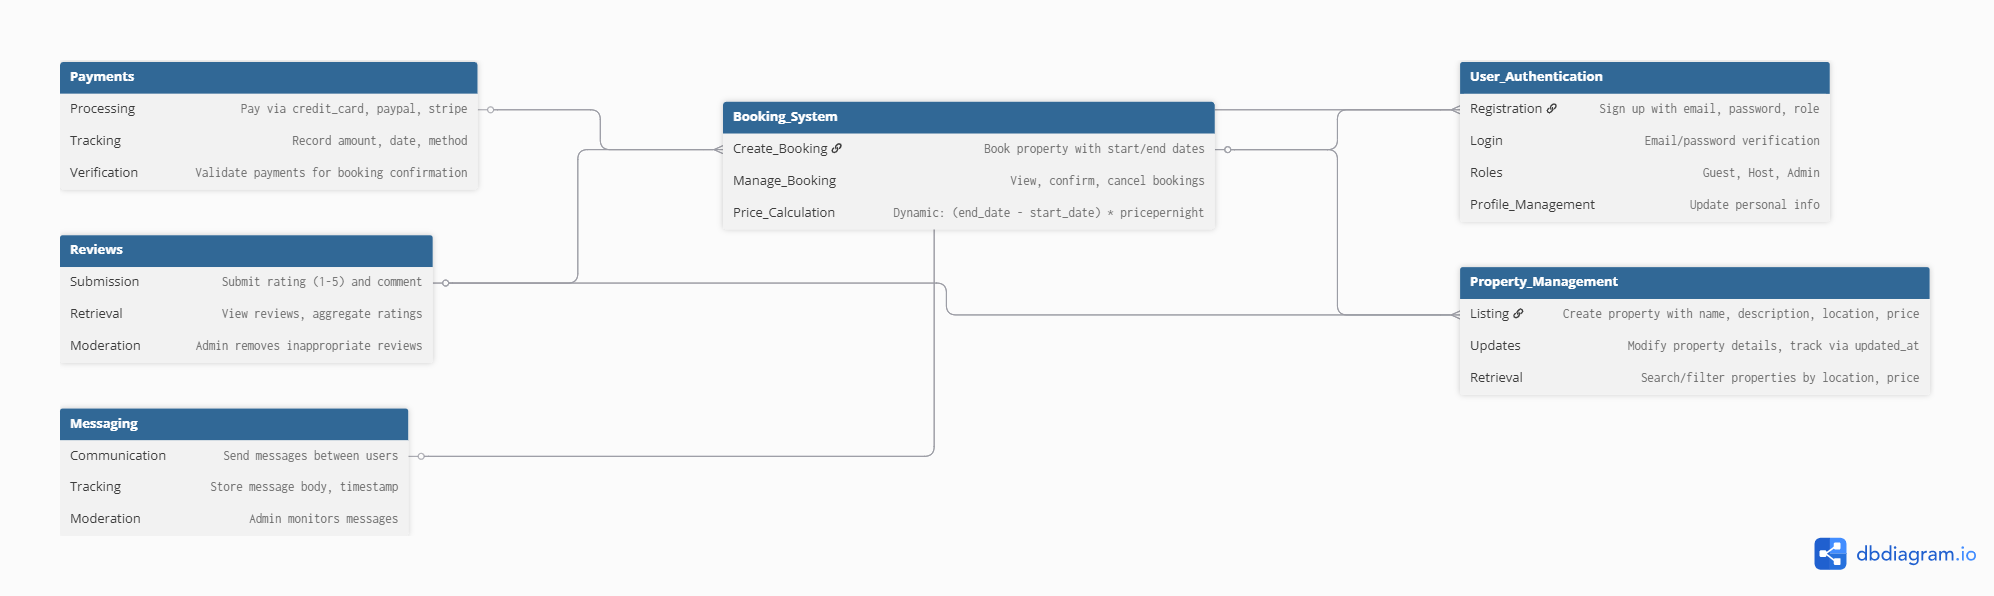 Payments
Processing Pay via credit_card, paypal, stripe
Tracking Record amount, date, method
Verification Validate payments for booking confirmation
Reviews
Submission Submit rating (1-5) and comment
Retrieval View reviews, aggregate ratings
Moderation Admin removes inappropriate reviews
Messaging
Communication Send messages between users
Tracking Store message body, timestamp
Moderation Admin monitors messages
Booking_System
Create_Booking Book property with start/end dates
Manage_Booking View, confirm, cancel bookings
Price_Calculation Dynamic: (end_date - start_date) * pricepernight
User_Authentication
Registration Sign up with email, password, role
Login Email/password verification
Roles Guest, Host, Admin
Profile_Management Update personal info
Property_Management
Listing Create property with name, description, location, price
Updates Modify property details, track via updated_at
Retrieval Search/filter properties by location, price
dbdiagram.io